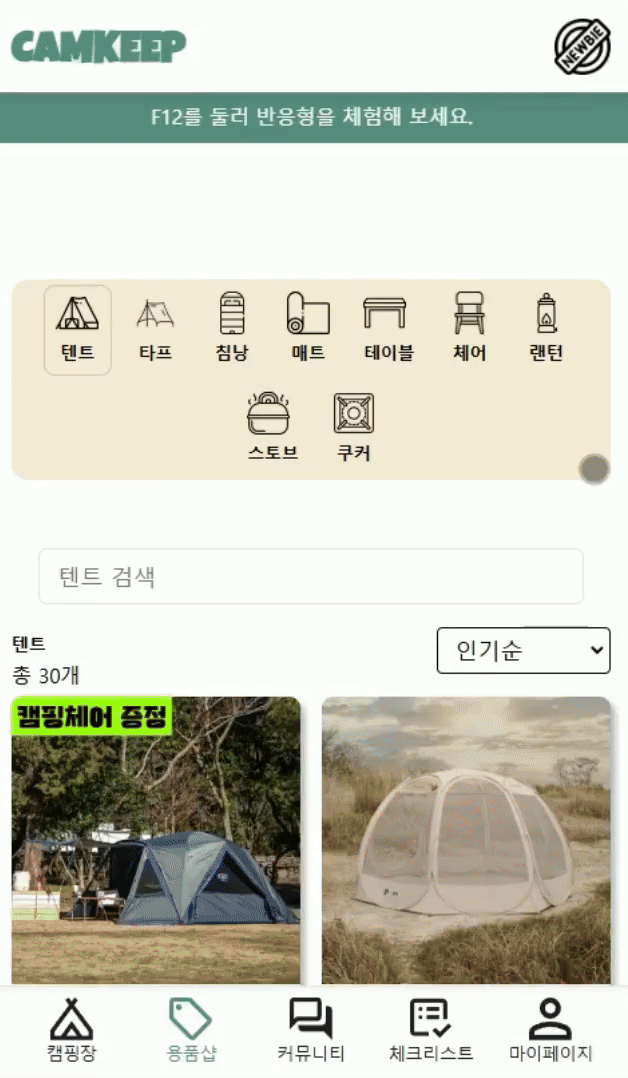 CAMKEEP
NEWBIE
F12를 둘러 반응형을 체험해 보세요.
텐트 타프 침낭 매트 테이블 체어 랜턴
스토브 쿠커
텐트 검색
텐트
총 30개
인기순
캠핑체어 증정
캠핑장 용품샵 커뮤니티 체크리스트 마이페이지